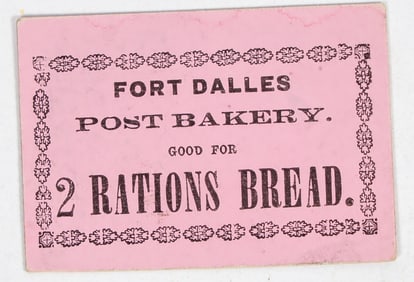 FORT DALLES
POST BAKERY.
GOOD FOR
2 RATIONS BREAD.